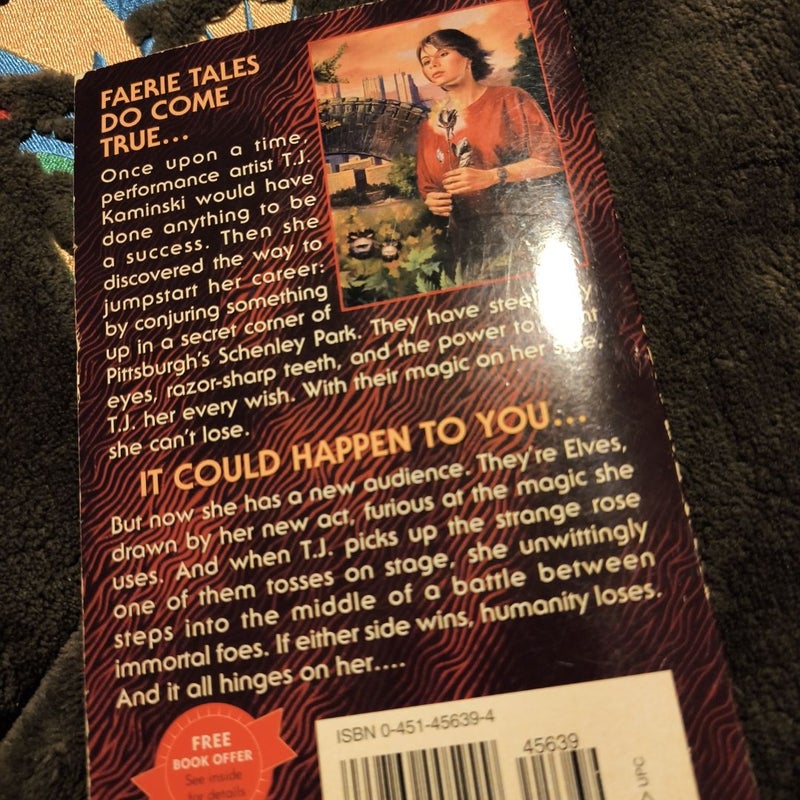 FAERIE TALES
DO COME
TRUE...
Once upon a time,
performance artist T.J.
Kaminski would have
done anything to be
a success. Then she
discovered the way to
jumpstart her career:
by conjuring something
up in a secret corner of
Pittsburgh's Schenley Park. They have
eyes, razor-sharp teeth, and the power to
T.J. her every wish. With their magic on her
she can't lose.
IT COULD HAPPEN TO YOU...
But now she has a new audience. They're Elves,
drawn by her new act, furious at the magic she
uses. And when T.J. picks up the strange rose
one of them tosses on stage, she unwittingly
steps into the middle of a battle between
immortal foes. If either side wins, humanity loses.
And it all hinges on her....
FREE
BOOK OFFER
See inside
for details
ISBN 0-451-45639-4
45639
UPC